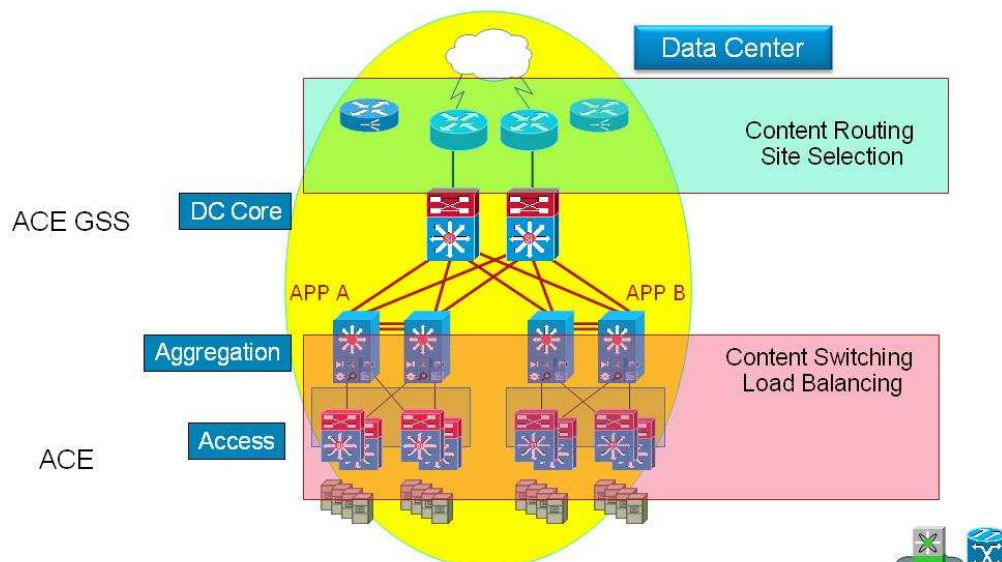 Data Center
Content Routing
Site Selection
DC Core
ACE GSS
APP A
APP B
Aggregation
Content Switching
Load Balancing
Access
ACE